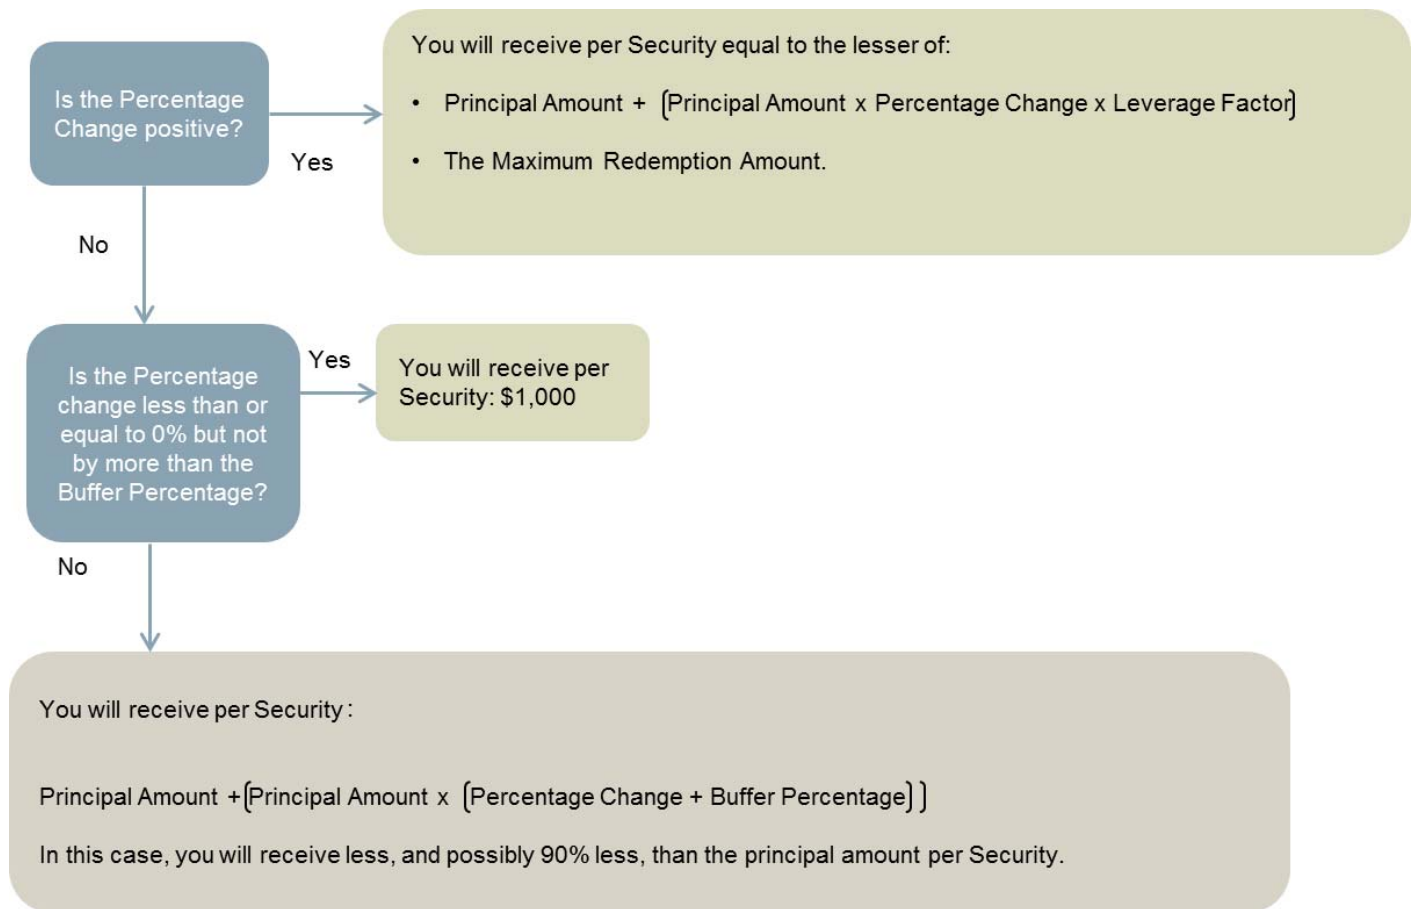 Is the Percentage
Change positive?
Yes
You will receive per Security equal to the lesser of:
• Principal Amount + (Principal Amount x Percentage Change x Leverage Factor)
• The Maximum Redemption Amount.
No
Is the Percentage
change less than or
equal to 0% but not
by more than the
Buffer Percentage?
Yes
You will receive per
Security: $1,000
No
You will receive per Security:
Principal Amount +(Principal Amount x (Percentage Change + Buffer Percentage))
In this case, you will receive less, and possibly 90% less, than the principal amount per Security.